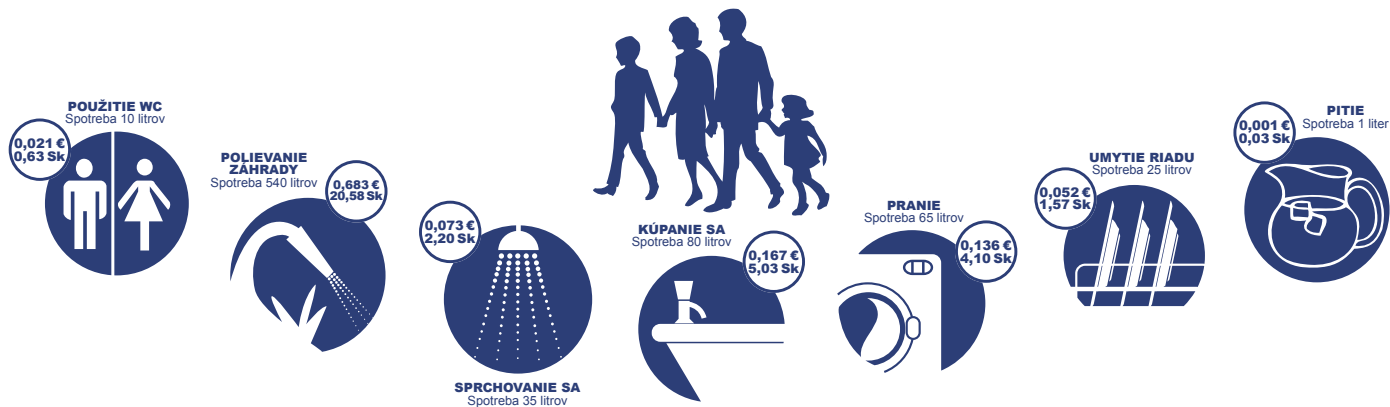 POUŽITIE WC
Spotreba 10 litrov
0,021 €
0,63 Sk
POLIEVANIE
ZÁHRADY
Spotreba 540 litrov
0,683 €
20,58 Sk
0,073 €
2,20 Sk
SPRCHOVANIE SA
Spotreba 35 litrov
KÚPANIE SA
Spotreba 80 litrov
0,167 €
5,03 Sk
PRANIE
Spotreba 65 litrov
0,136 €
4,10 Sk
UMYTIE RIADU
Spotreba 25 litrov
0,052 €
1,57 Sk
PITIE
Spotreba 1 liter
0,001 €
0,03 Sk